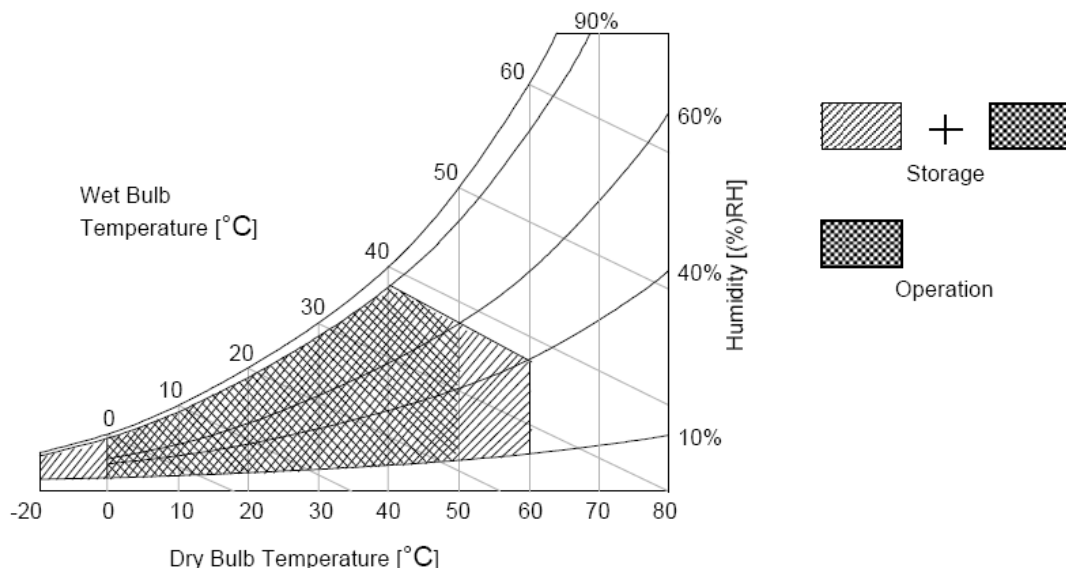 90%
60
60%
50
Storage
Wet Bulb
Temperature [°C]
40
40%
Humidity [(%)RH]
30
Operation
20
10
0
10%
-20 0 10 20 30 40 50 60 70 80
Dry Bulb Temperature [°C]